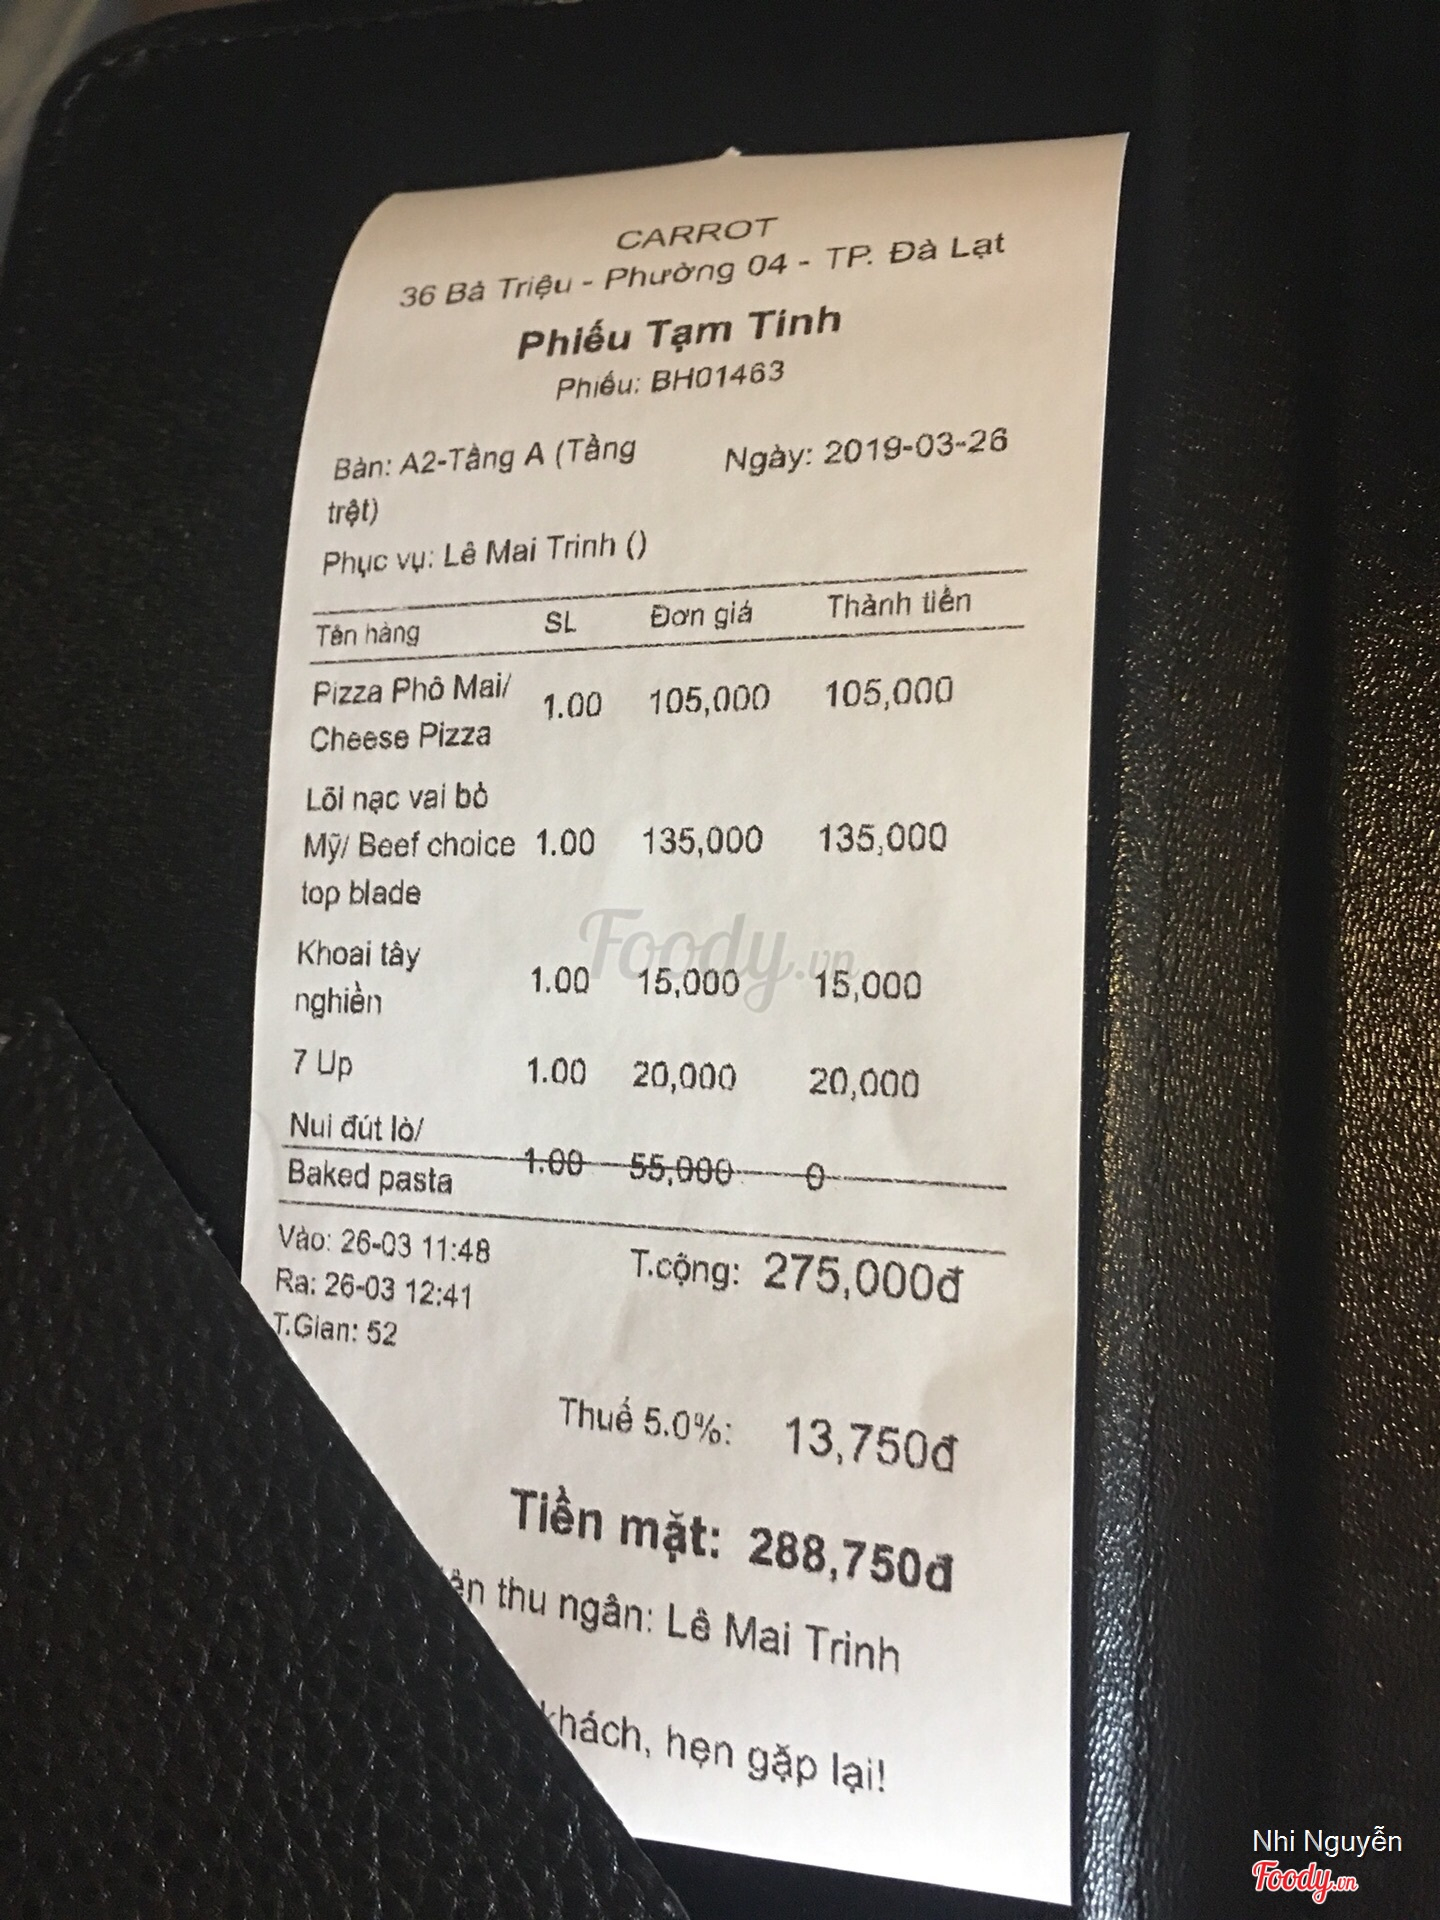 CARROT
36 Bà Triệu - Phường 04 - TP. Đà Lạt
Phiếu Tạm Tính
Phiếu: BH01463
Bàn: A2-Tầng A (Tầng Ngày: 2019-03-26
trệt)
Phục vụ: Lê Mai Trinh ()
Tên hàng SL Đơn giá Thành tiền
Pizza Phô Mai/
Cheese Pizza 1.00 105,000 105,000
Lõi nạc vai bò
Mỹ/ Beef choice 1.00 135,000 135,000
top blade
Khoai tây
nghiền 1.00 15,000 15,000
7 Up 1.00 20,000 20,000
Nui đút lò/
Baked pasta 1.00 55,000 0
Vào: 26-03 11:48 T.cộng: 275,000đ
Ra: 26-03 12:41
T.Gian: 52
Thuế 5.0%: 13,750đ
Tiền mặt: 288,750đ
thu ngân: Lê Mai Trinh
khách, hẹn gặp lại!
Foody.vn
Nhi Nguyễn
Foody.vn